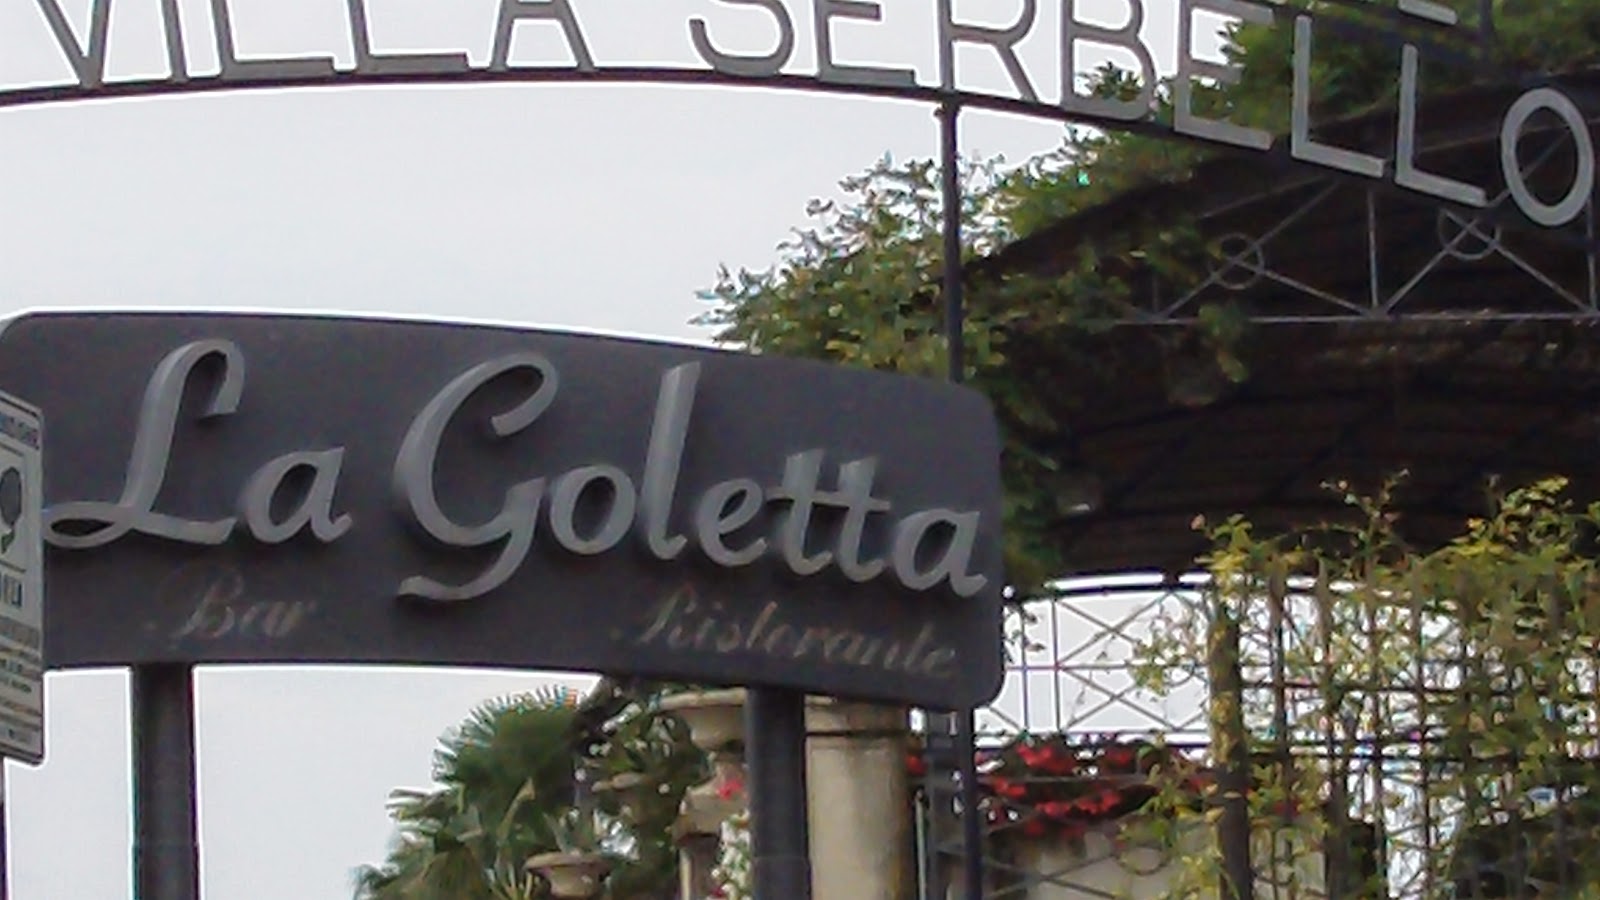 VILLA SERBELLO
La Goletta
Bar Ristorante